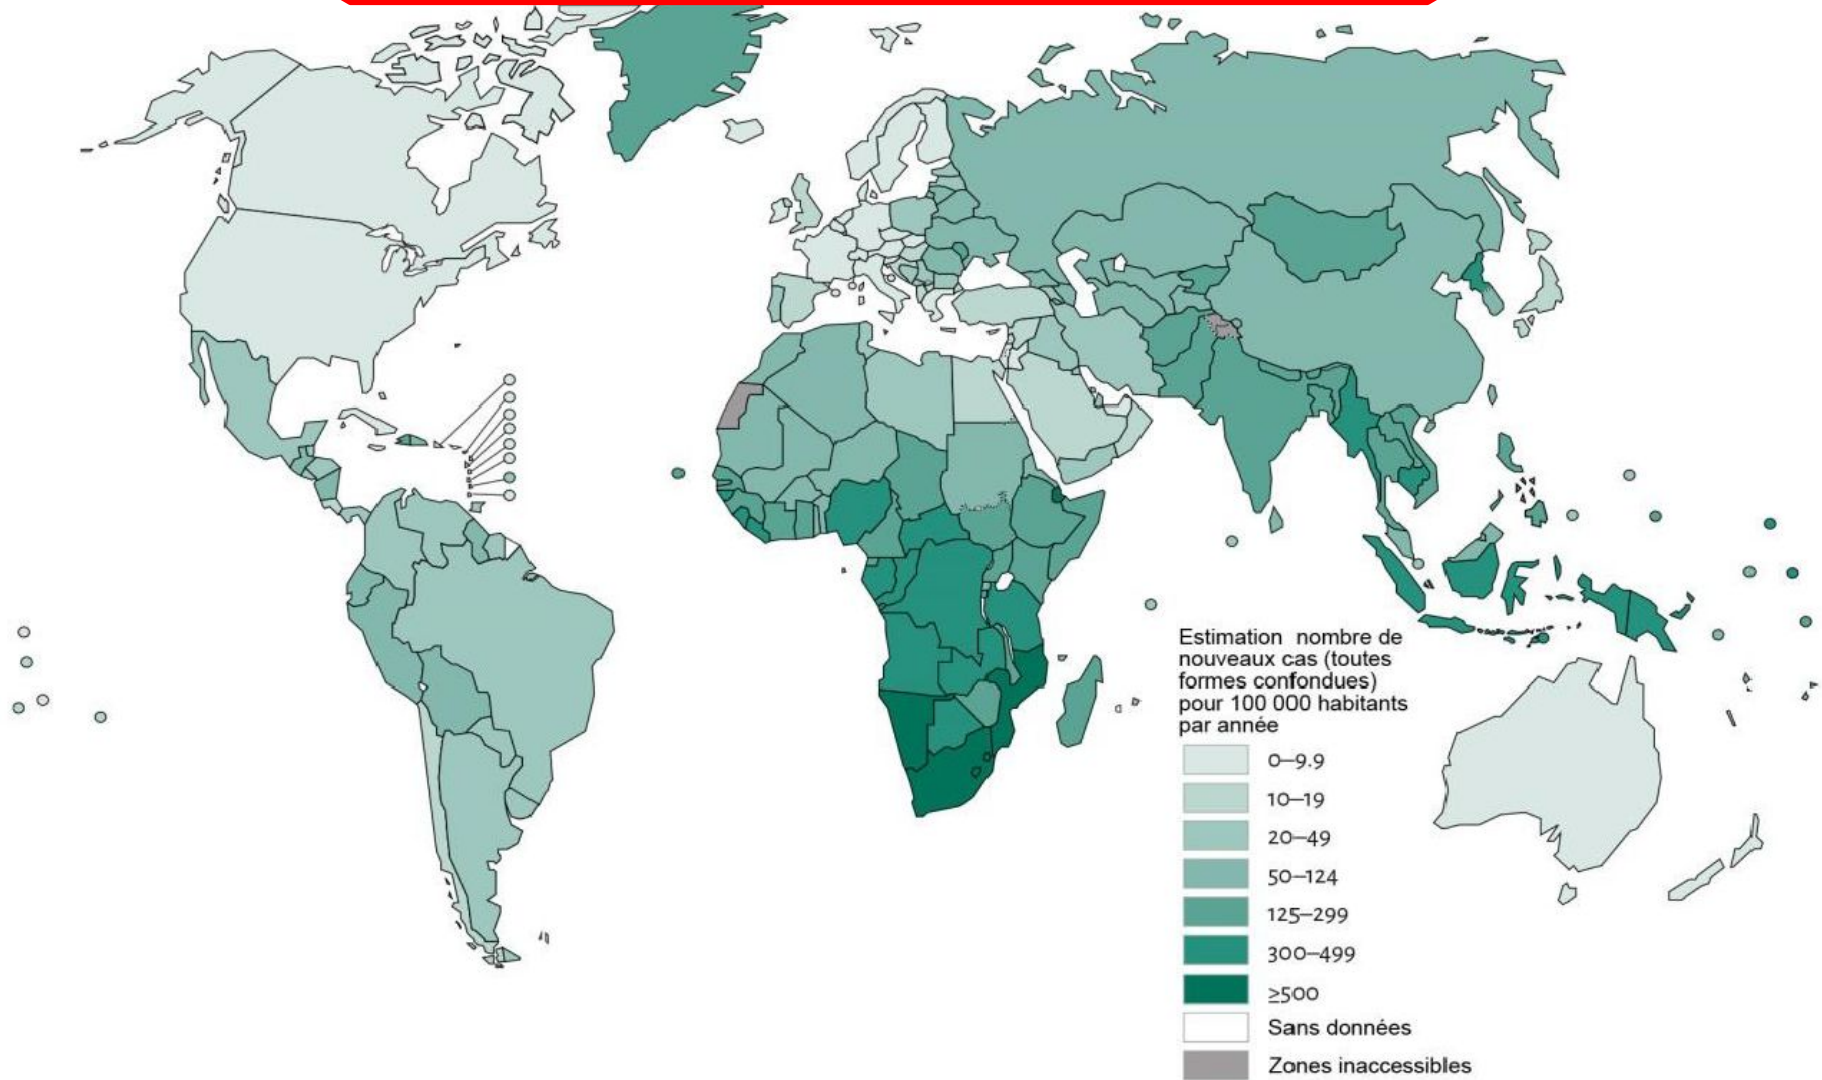 Estimation nombre de
nouveaux cas (toutes
formes confondues)
pour 100 000 habitants
par année
0–9.9
10–19
20–49
50–124
125–299
300–499
≥500
Sans données
Zones inaccessibles